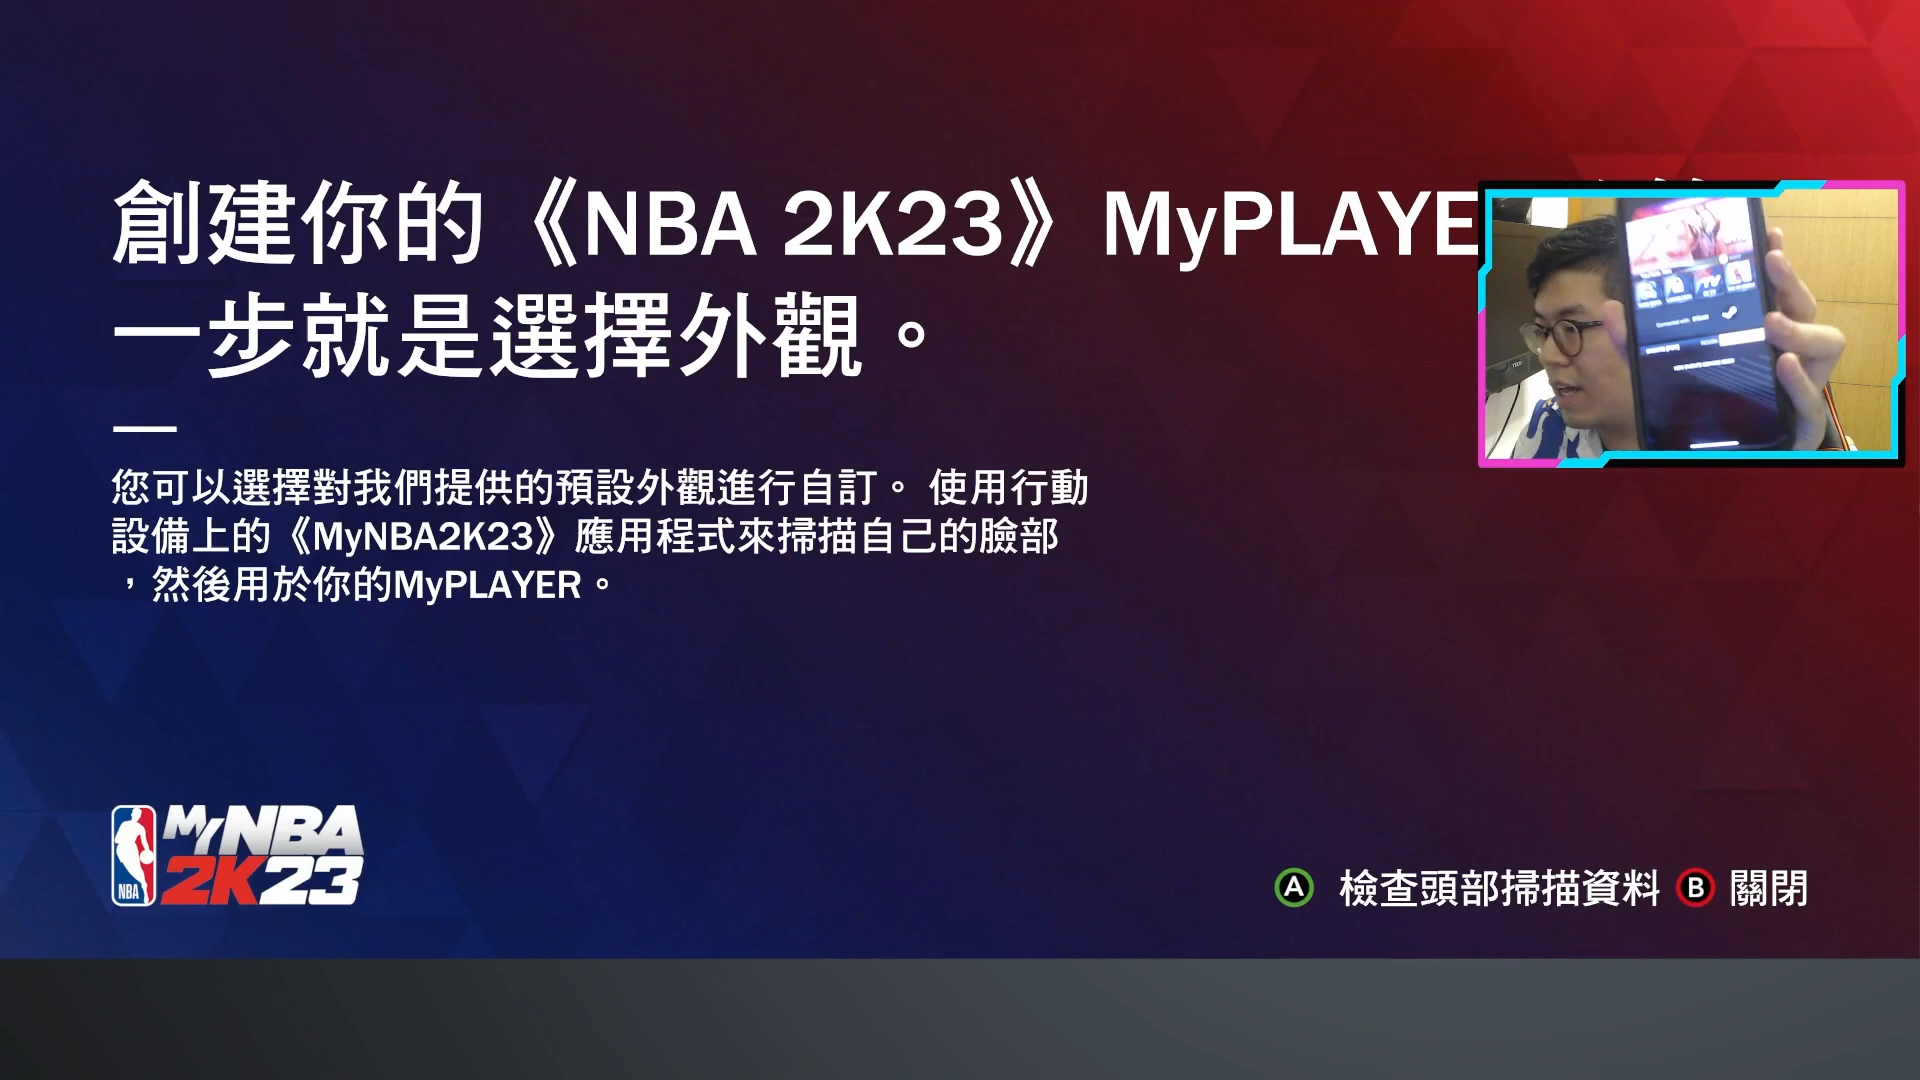 創建你的《NBA 2K23》MyPLAYE
一步就是選擇外觀。
您可以選擇對我們提供的預設外觀進行自訂。 使用行動
設備上的《MyNBA2K23》應用程式來掃描自己的臉部
，然後用於你的MyPLAYER。
MyNBA
2K23
NBA
A 檢查頭部掃描資料 B 關閉